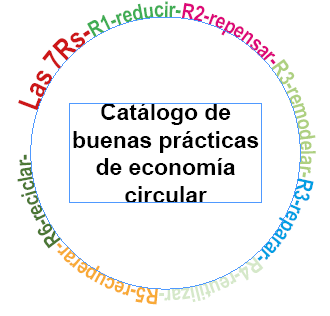 Las 7Rs-R1-reducir-R2-repensar-R3-remodelar-R3-reparar-R4-reutilizar-R5-recuperar-R6-reciclar-
Catálogo de
buenas prácticas
de economía
circular